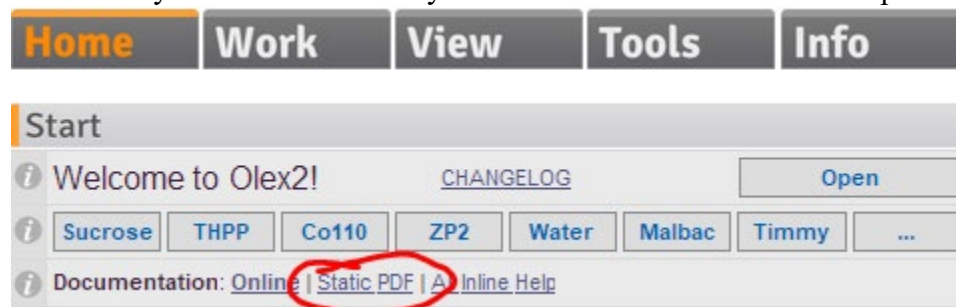 Home Work View Tools Info
Start
Welcome to Olex2! CHANGELOG Open
Sucrose THPP Co110 ZP2 Water Malbac Timmy ...
Documentation: Online | Static PDF | Inline Help